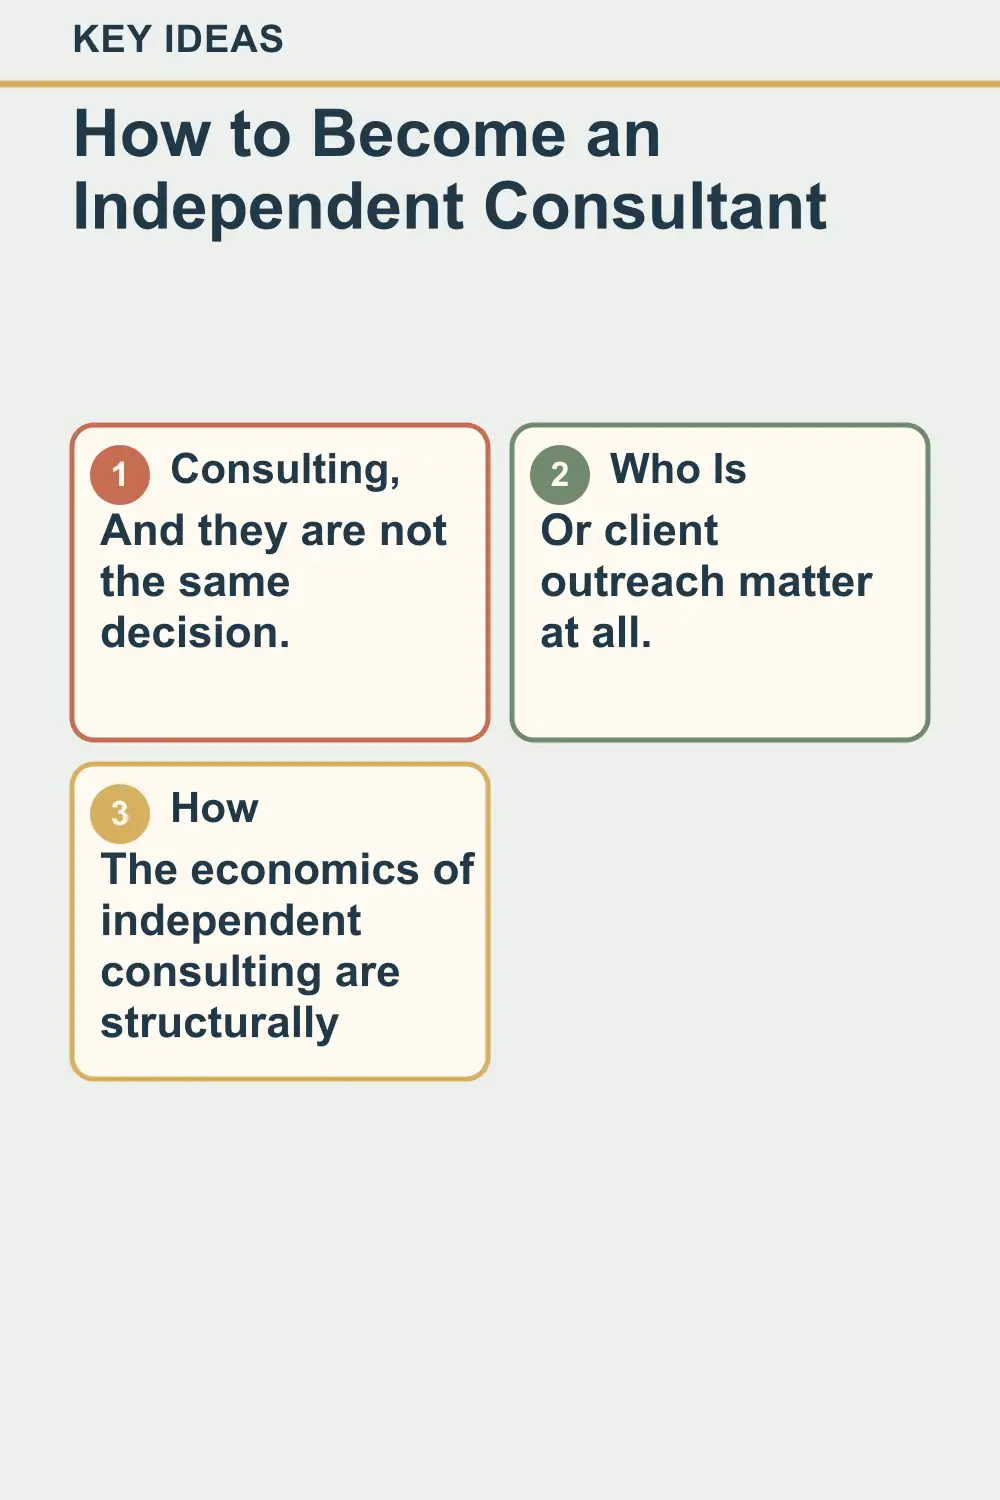 KEY IDEAS
How to Become an
Independent Consultant
1 Consulting,
And they are not
the same
decision.
2 Who Is
Or client
outreach matter
at all.
3 How
The economics of
independent
consulting are
structurally